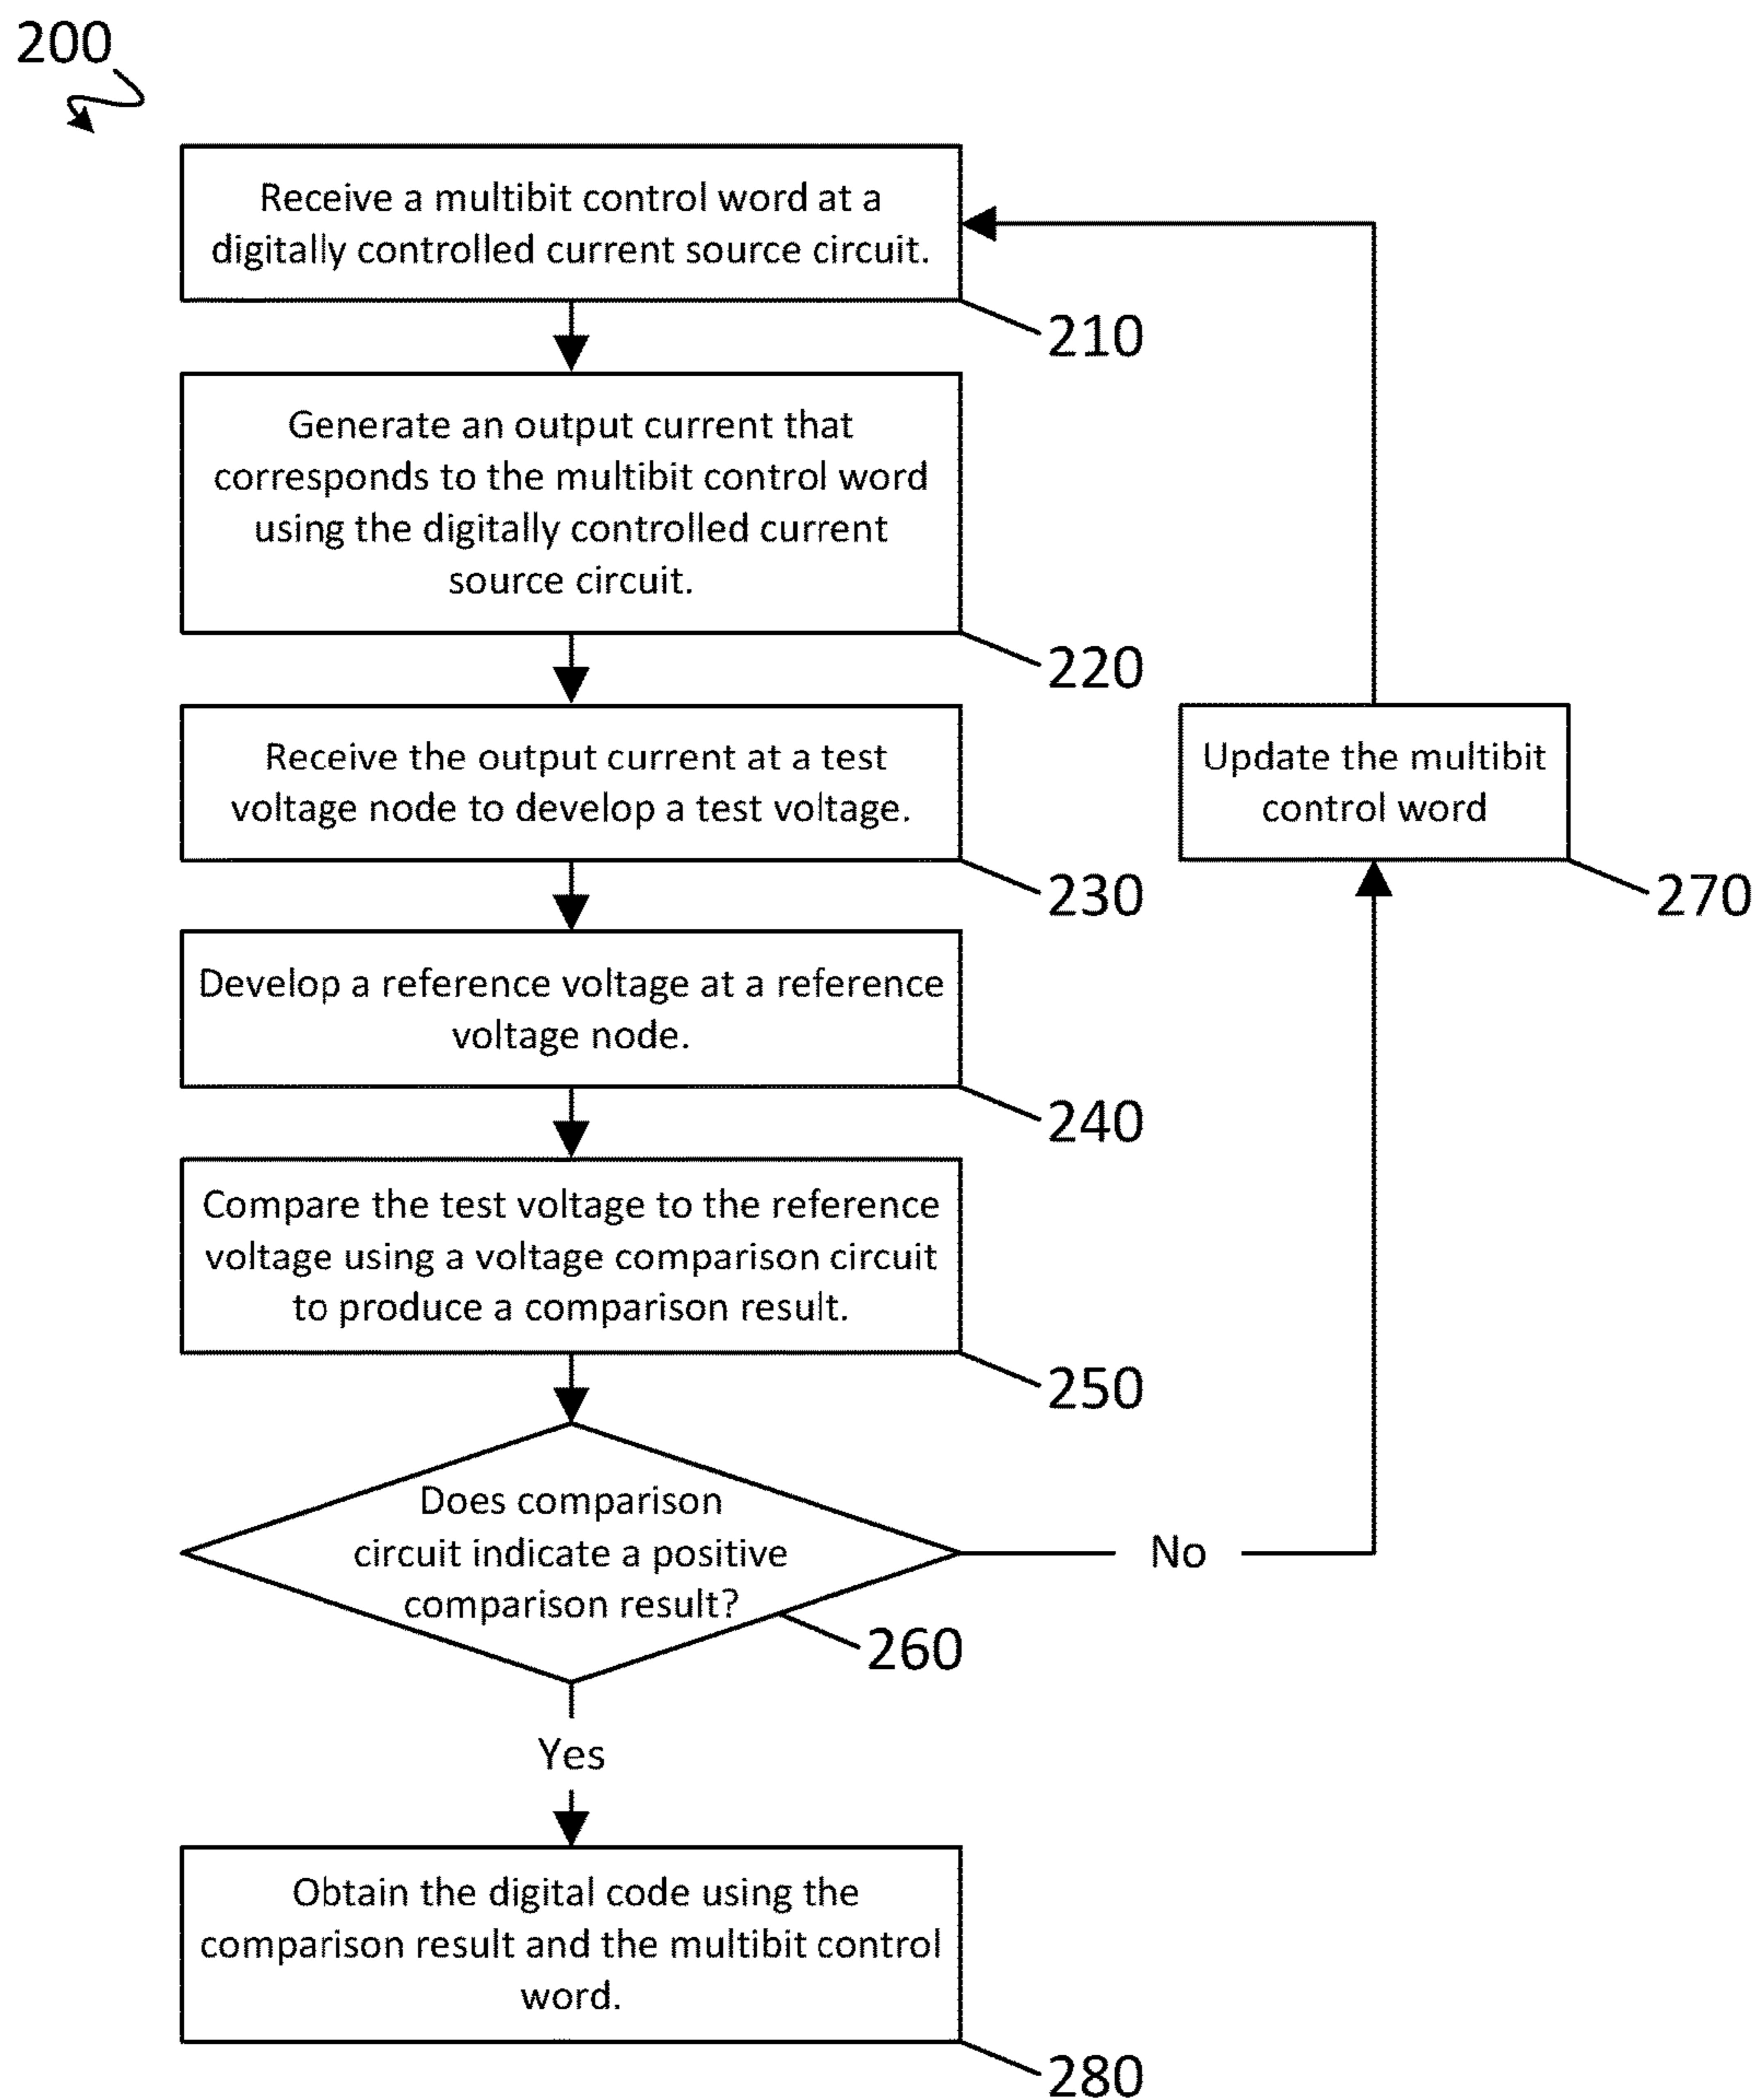 200
Receive a multibit control word at a
digitally controlled current source circuit.
210
Generate an output current that
corresponds to the multibit control word
using the digitally controlled current
source circuit.
220
Receive the output current at a test
voltage node to develop a test voltage.
230
Update the multibit
control word
270
Develop a reference voltage at a reference
voltage node.
240
Compare the test voltage to the reference
voltage using a voltage comparison circuit
to produce a comparison result.
250
Does comparison
circuit indicate a positive
comparison result?
No
260
Yes
Obtain the digital code using the
comparison result and the multibit control
word.
280